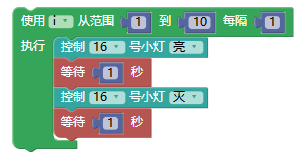 使用 i 从范围 1 到 10 每隔 1
执行 控制 16 号小灯 亮
等待 1 秒
控制 16 号小灯 灭
等待 1 秒